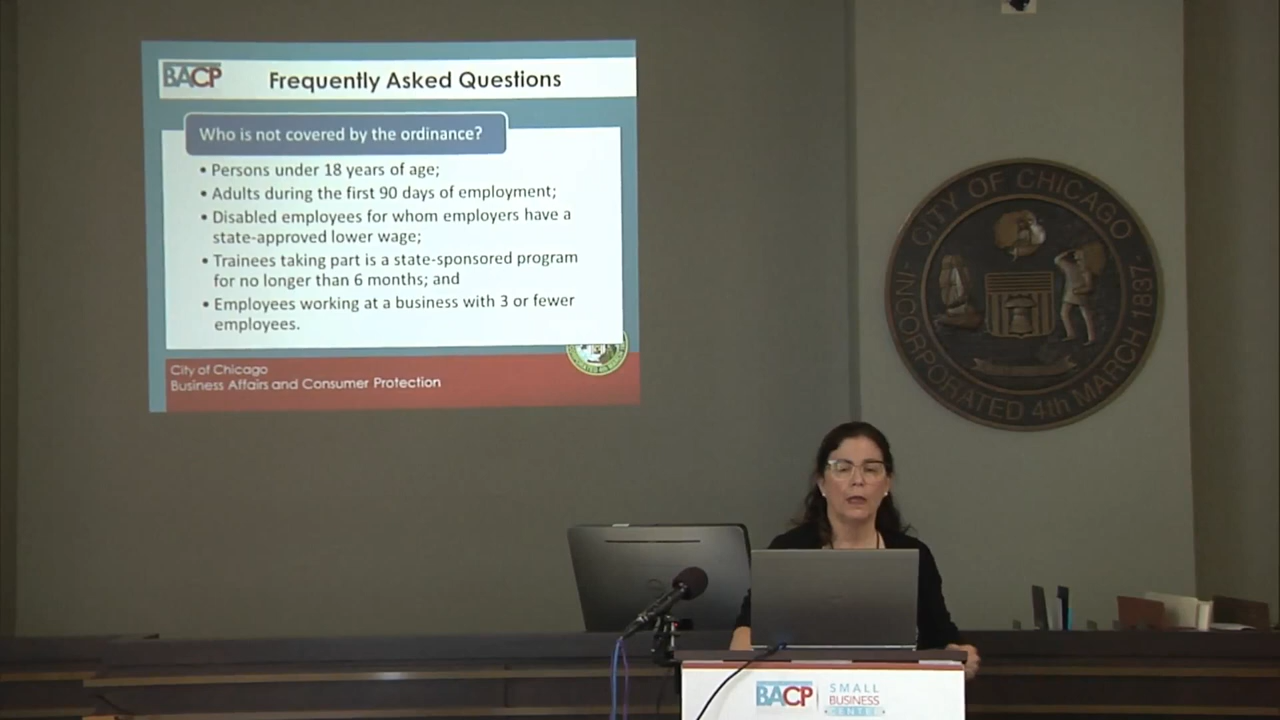 BACP
Frequently Asked Questions
Who is not covered by the ordinance?
• Persons under 18 years of age;
• Adults during the first 90 days of employment;
• Disabled employees for whom employers have a
state-approved lower wage;
• Trainees taking part is a state-sponsored program
for no longer than 6 months; and
• Employees working at a business with 3 or fewer
employees.
City of Chicago
Business Affairs and Consumer Protection
CITY OF CHICAGO
INCORPORATED 4th MARCH 1837
BACP
SMALL
BUSINESS
CENTER